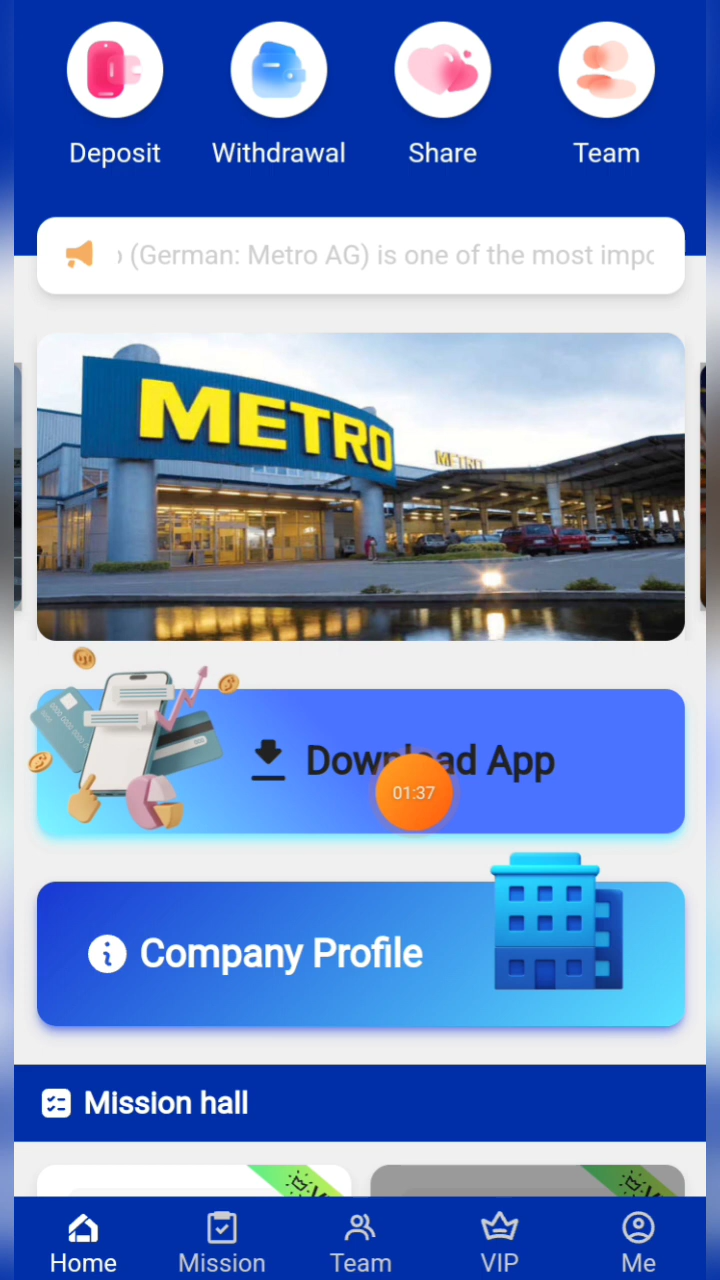 Deposit
Withdrawal
Share
Team
(German: Metro AG) is one of the most
METRO
METRO
Download App
01:37
Company Profile
Mission hall
Home
Mission
Team
VIP
Me